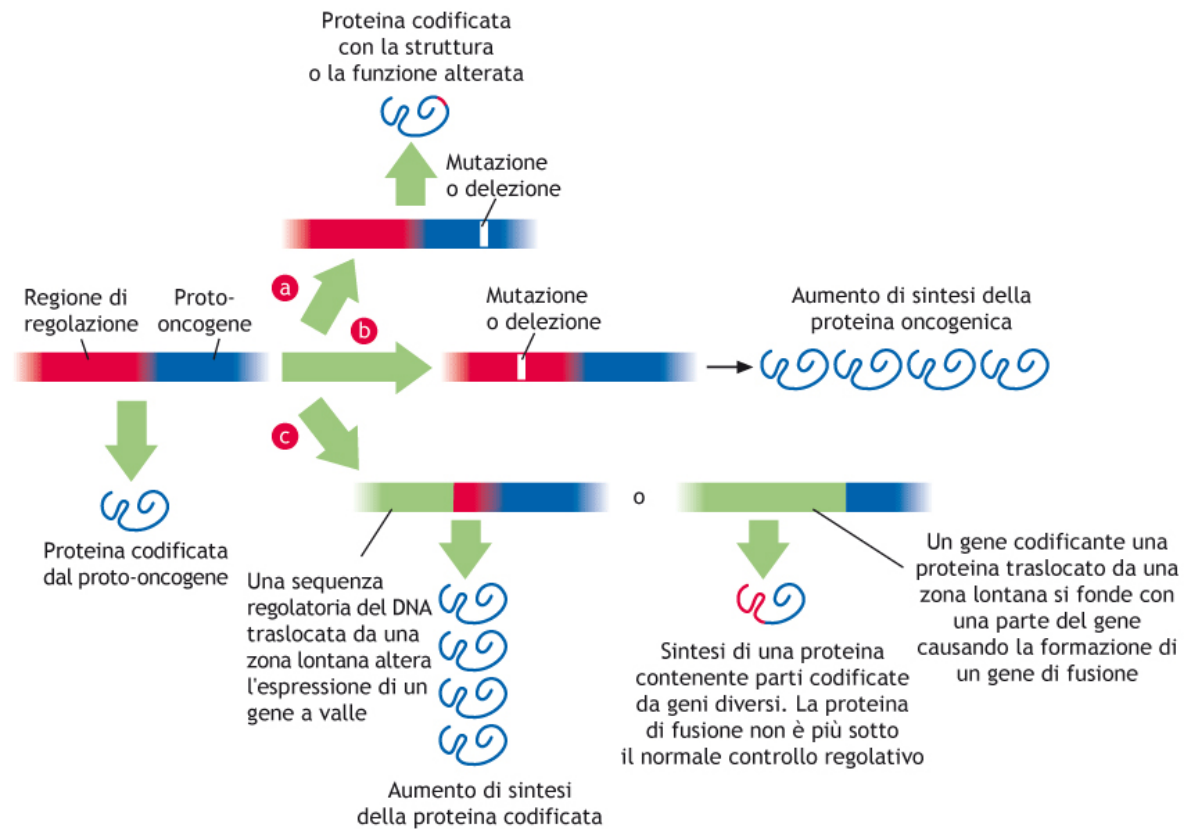 Proteina codificata
con la struttura
o la funzione alterata
Mutazione
o delezione
a
Regione di
regolazione
Proto-
oncogene
b
Mutazione
o delezione
Aumento di sintesi della
proteina oncogenica
c
Proteina codificata
dal proto-oncogene
o
Una sequenza
regolatoria del DNA
traslocata da una
zona lontana altera
l'espressione di un
gene a valle
Aumento di sintesi
della proteina codificata
Sintesi di una proteina
contenente parti codificate
da geni diversi. La proteina
di fusione non è più sotto
il normale controllo regolativo
Un gene codificante una
proteina traslocato da una
zona lontana si fonde con
una parte del gene
causando la formazione di
un gene di fusione